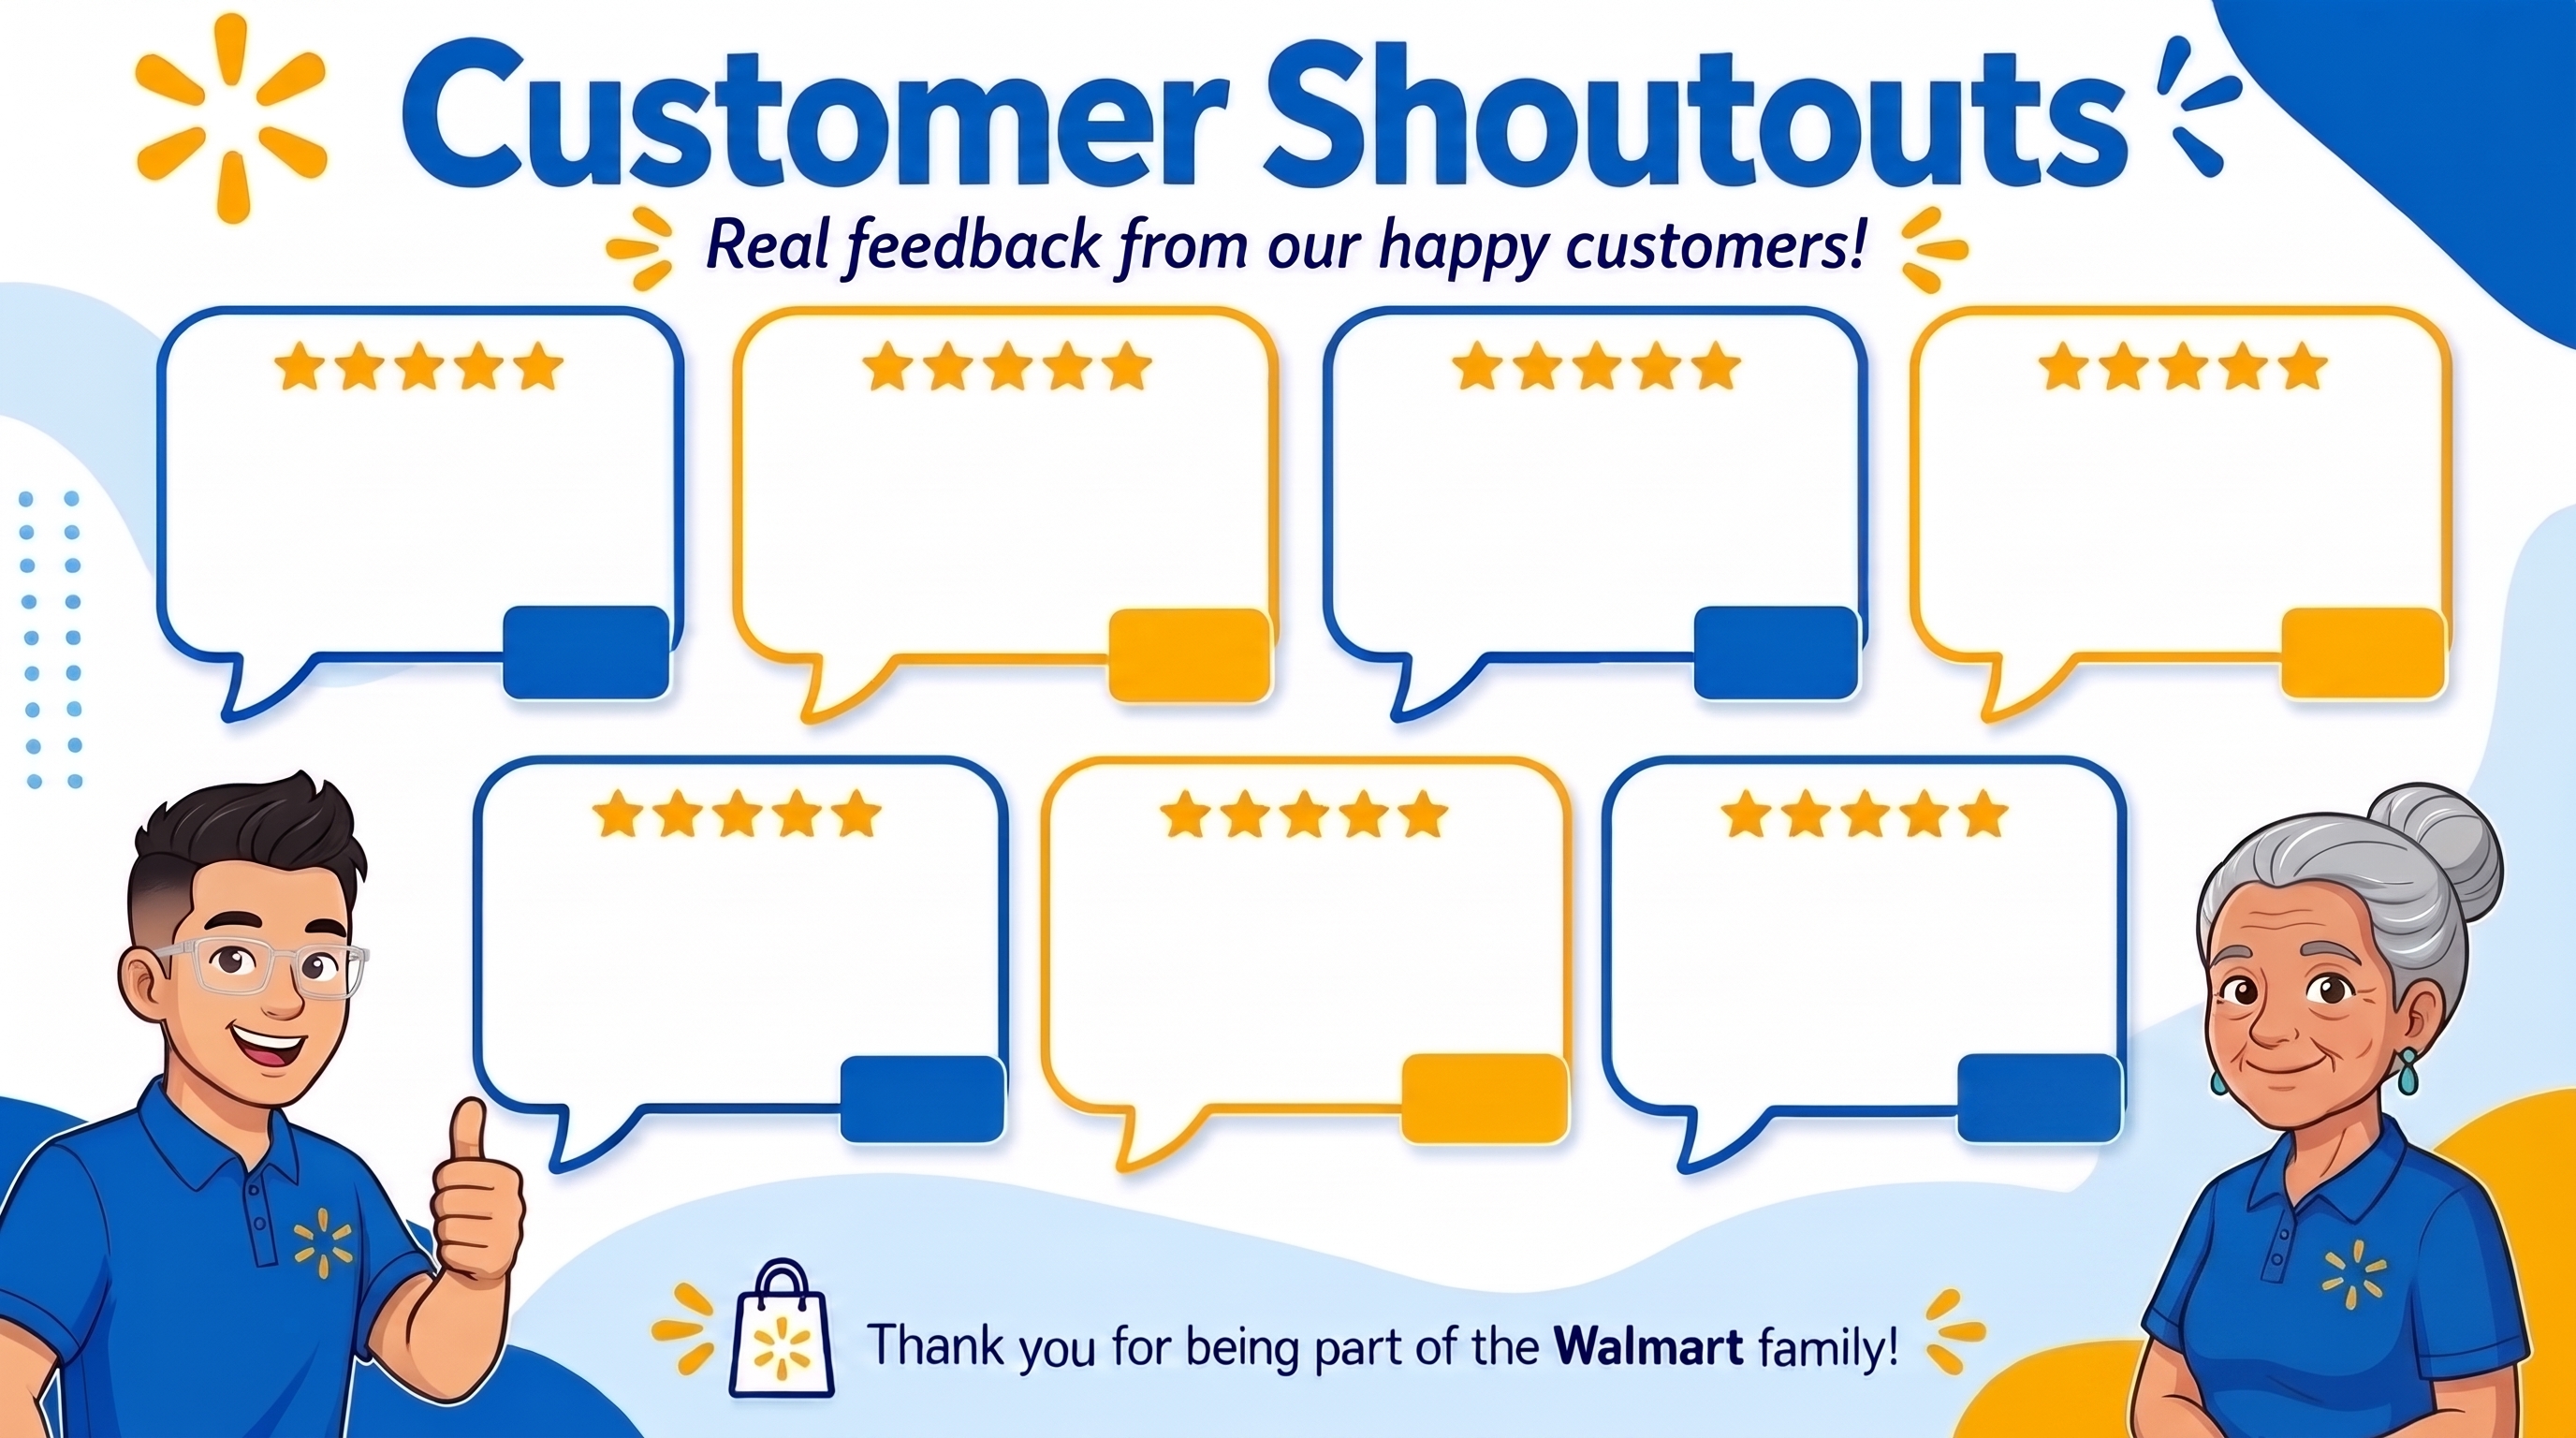 Customer Shoutouts
Real feedback from our happy customers!
Thank you for being part of the Walmart family!